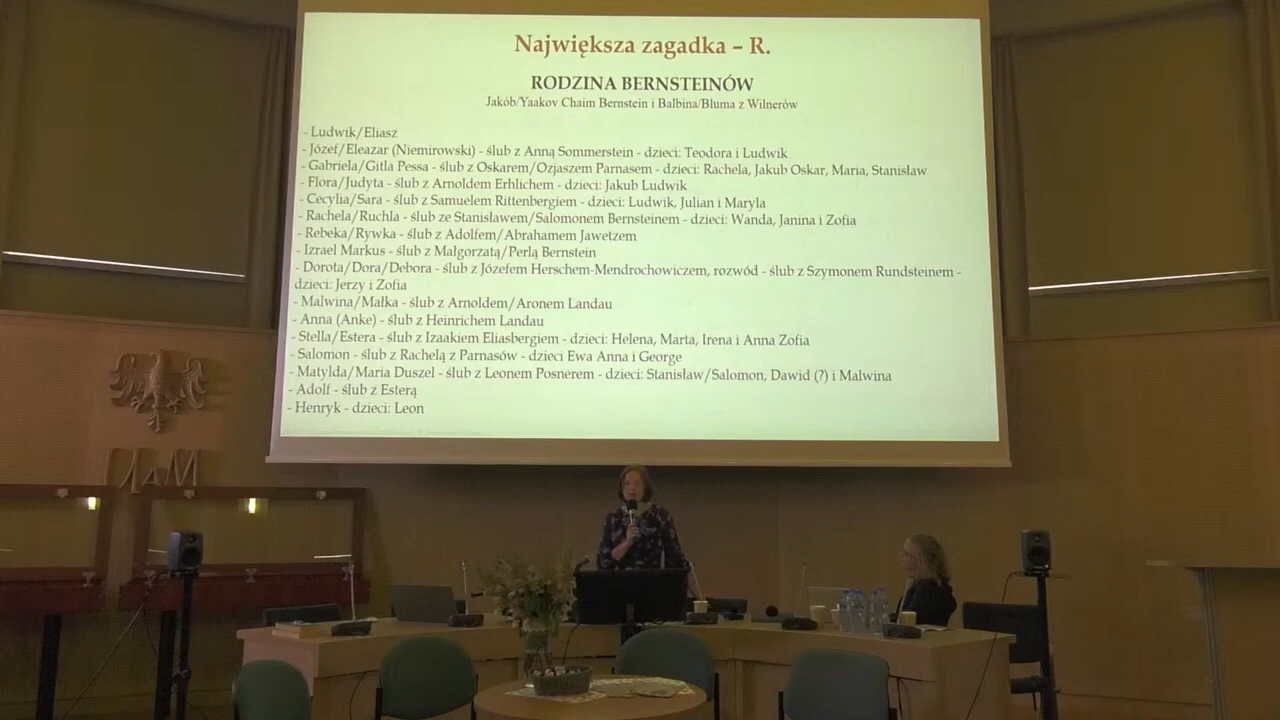 Największa zagadka – R.
RODZINA BERNSTEINÓW
Jakób/Yaakov Chaim Bernstein i Balbina/Bluma z Wilnerów
- Ludwik/Eliasz
- Józef/Eleazar (Niemirowski) - ślub z Anną Sommerstein - dzieci: Teodora i Ludwik
- Gabriela/Gitla Pessa - ślub z Oskarem/Ozjaszem Parnasem - dzieci: Rachela, Jakub Oskar, Maria, Stanisław
- Flora/Judyta - ślub z Arnoldem Erhlichem - dzieci: Jakub Ludwik
- Cecylia/Sara - ślub z Samuelem Rittenbergiem - dzieci: Ludwik, Julian i Maryla
- Rachela/Ruchla - ślub ze Stanisławem/Salomonem Bernsteinem - dzieci: Wanda, Janina i Zofia
- Rebeka/Rywka - ślub z Adolfem/Abrahamem Jawetzem
- Izrael Markus - ślub z Małgorzatą/Perlą Bernstein
- Dorota/Dora/Debora - ślub z Józefem Herschem-Mendrochowiczem, rozwód - ślub z Szymonem Rundsteinem -
dzieci: Jerzy i Zofia
- Malwina/Małka - ślub z Arnoldem/Aronem Landau
- Anna (Anke) - ślub z Heinrichem Landau
- Stella/Estera - ślub z Izaakiem Eliasbergiem - dzieci: Helena, Marta, Irena i Anna Zofia
- Salomon - ślub z Rachelą z Parnasów - dzieci Ewa Anna i George
- Matylda/Maria Duszel - ślub z Leonem Posnerem - dzieci: Stanisław/Salomon, Dawid (?) i Malwina
- Adolf - ślub z Esterą
- Henryk - dzieci: Leon